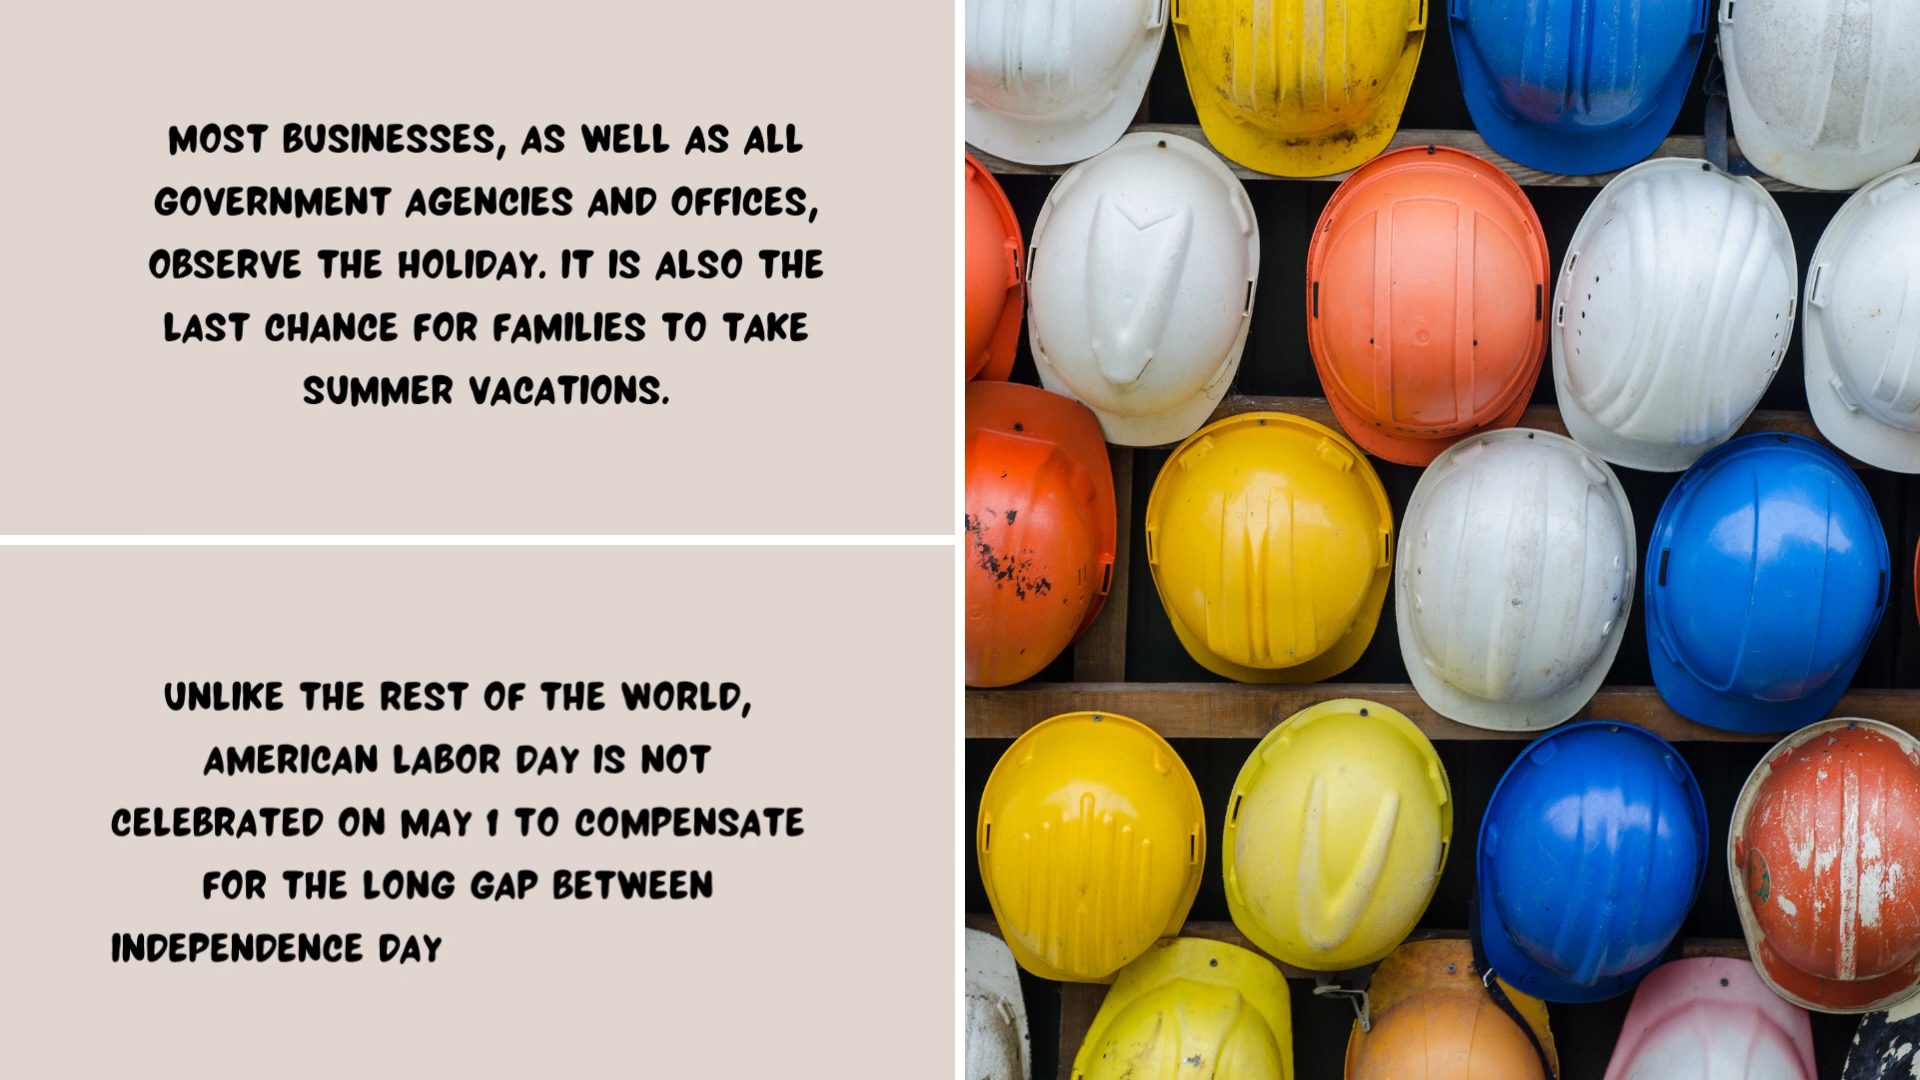 MOST BUSINESSES, AS WELL AS ALL
GOVERNMENT AGENCIES AND OFFICES,
OBSERVE THE HOLIDAY. IT IS ALSO THE
LAST CHANCE FOR FAMILIES TO TAKE
SUMMER VACATIONS.
UNLIKE THE REST OF THE WORLD,
AMERICAN LABOR DAY IS NOT
CELEBRATED ON MAY 1 TO COMPENSATE
FOR THE LONG GAP BETWEEN
INDEPENDENCE DAY